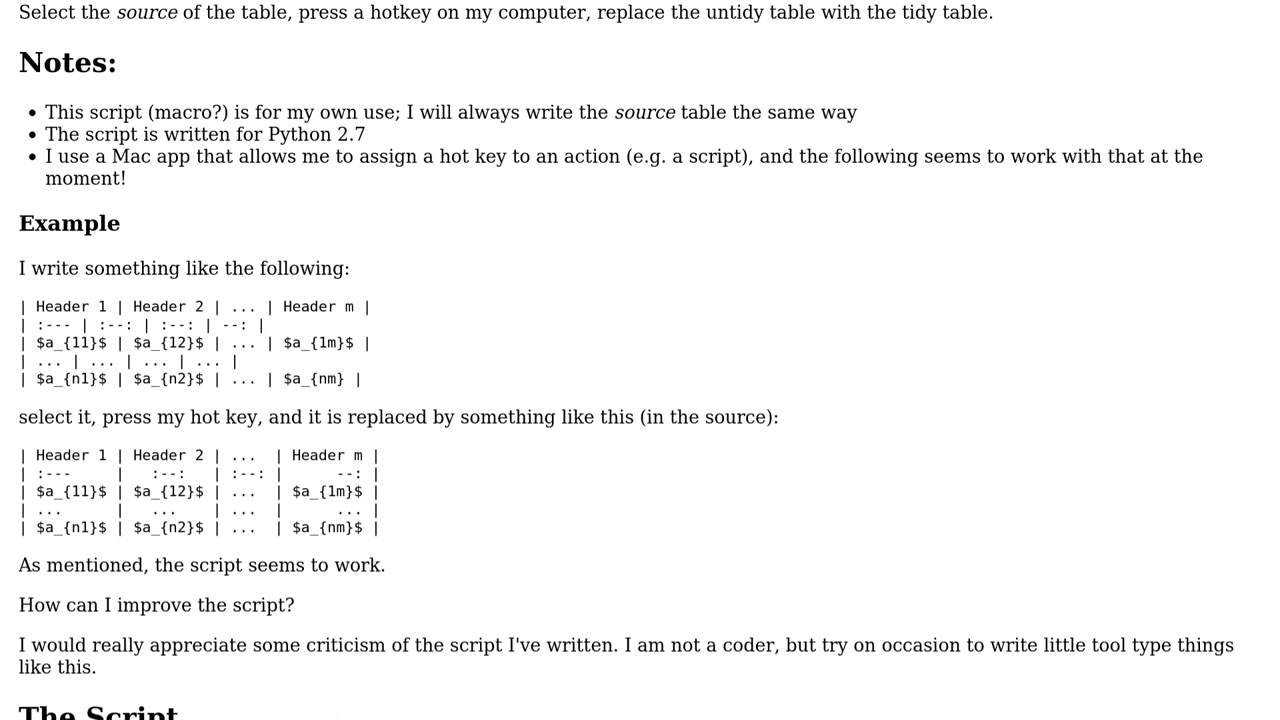 Select the source of the table, press a hotkey on my computer, replace the untidy table with the tidy table.
Notes:
• This script (macro?) is for my own use; I will always write the source table the same way
• The script is written for Python 2.7
• I use a Mac app that allows me to assign a hot key to an action (e.g. a script), and the following seems to work with that at the
moment!
Example
I write something like the following:
| Header 1 | Header 2 | ... | Header m |
| :--- | :--: | :--: | --: |
| $a_{11}$ | $a_{12}$ | ... | $a_{1m}$ |
| ... | ... | ... | ... |
| $a_{n1}$ | $a_{n2}$ | ... | $a_{nm} |
select it, press my hot key, and it is replaced by something like this (in the source):
| Header 1 | Header 2 | ...  | Header m |
| :---     |   :--:   | :--: |      --: |
| $a_{11}$ | $a_{12}$ | ...  | $a_{1m}$ |
| ...      |   ...    | ...  |      ... |
| $a_{n1}$ | $a_{n2}$ | ...  | $a_{nm}$ |
As mentioned, the script seems to work.
How can I improve the script?
I would really appreciate some criticism of the script I've written. I am not a coder, but try on occasion to write little tool type things
like this.
The Script